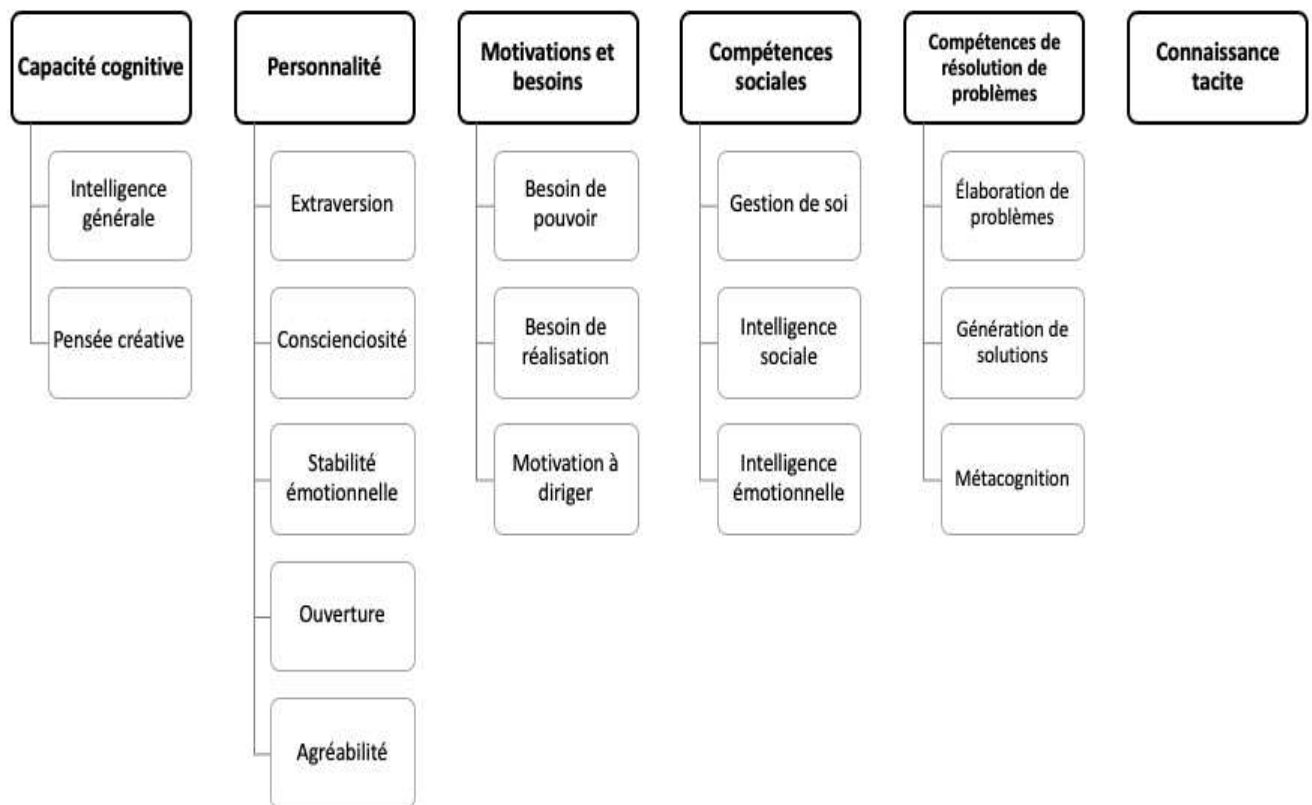 Capacité cognitive
Intelligence
générale
Pensée créative
Personnalité
Extraversion
Conscienciosité
Stabilité
émotionnelle
Ouverture
Agréabilité
Motivations et
besoins
Besoin de
pouvoir
Besoin de
réalisation
Motivation à
diriger
Compétences
sociales
Gestion de soi
Intelligence
sociale
Intelligence
émotionnelle
Compétences de
résolution de
problèmes
Élaboration de
problèmes
Génération de
solutions
Métacognition
Connaissance
tacite